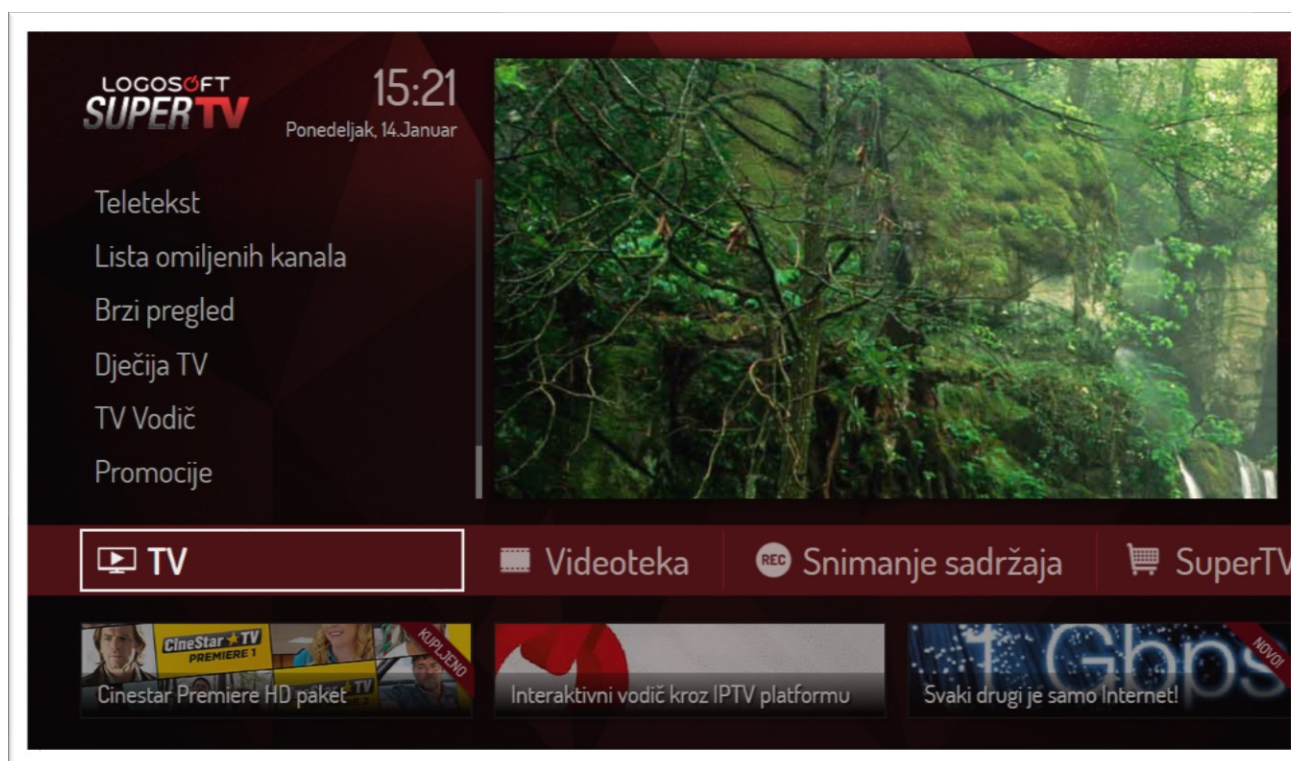 LOGOSOFT
SUPERTV
15:21
Ponedeljak, 14.Januar
Teletekst
Lista omiljenih kanala
Brzi pregled
Dječija TV
TV Vodič
Promocije
TV
Videoteka
REC Snimanje sadržaja
SuperTV
CineStar TV
PREMIERE 1
KUPLJENO
Cinestar Premiere HD paket
Interaktivni vodič kroz IPTV platformu
1 Gbps
NOVO!
Svaki drugi je samo Internet!